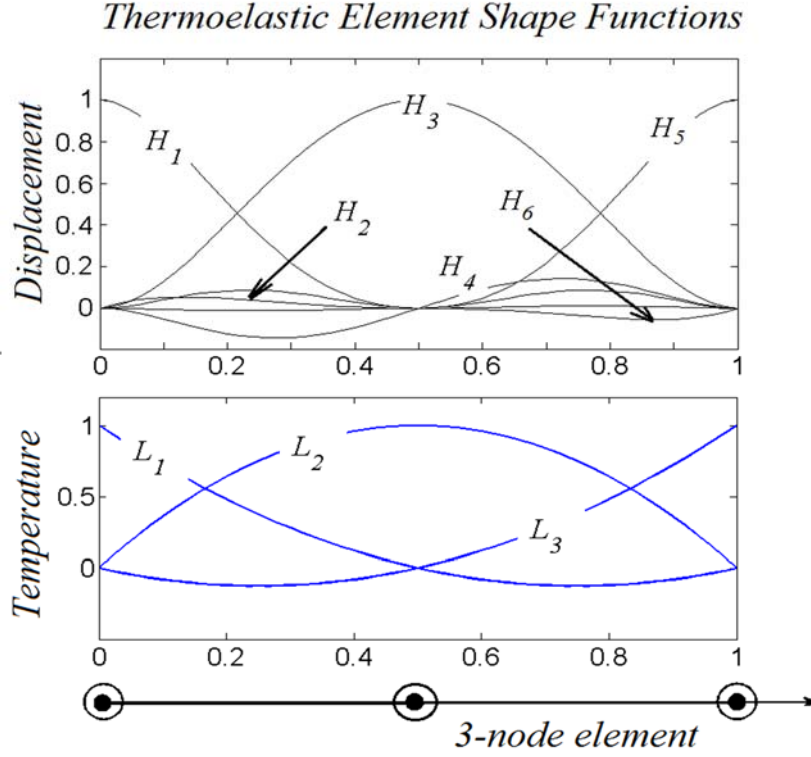 Thermoelastic Element Shape Functions
Displacement
1
0.8
0.6
0.4
0.2
0
H1
H2
H3
H4
H5
H6
0 0.2 0.4 0.6 0.8 1
Temperature
1
0.5
0
L1
L2
L3
0 0.2 0.4 0.6 0.8 1
3-node element